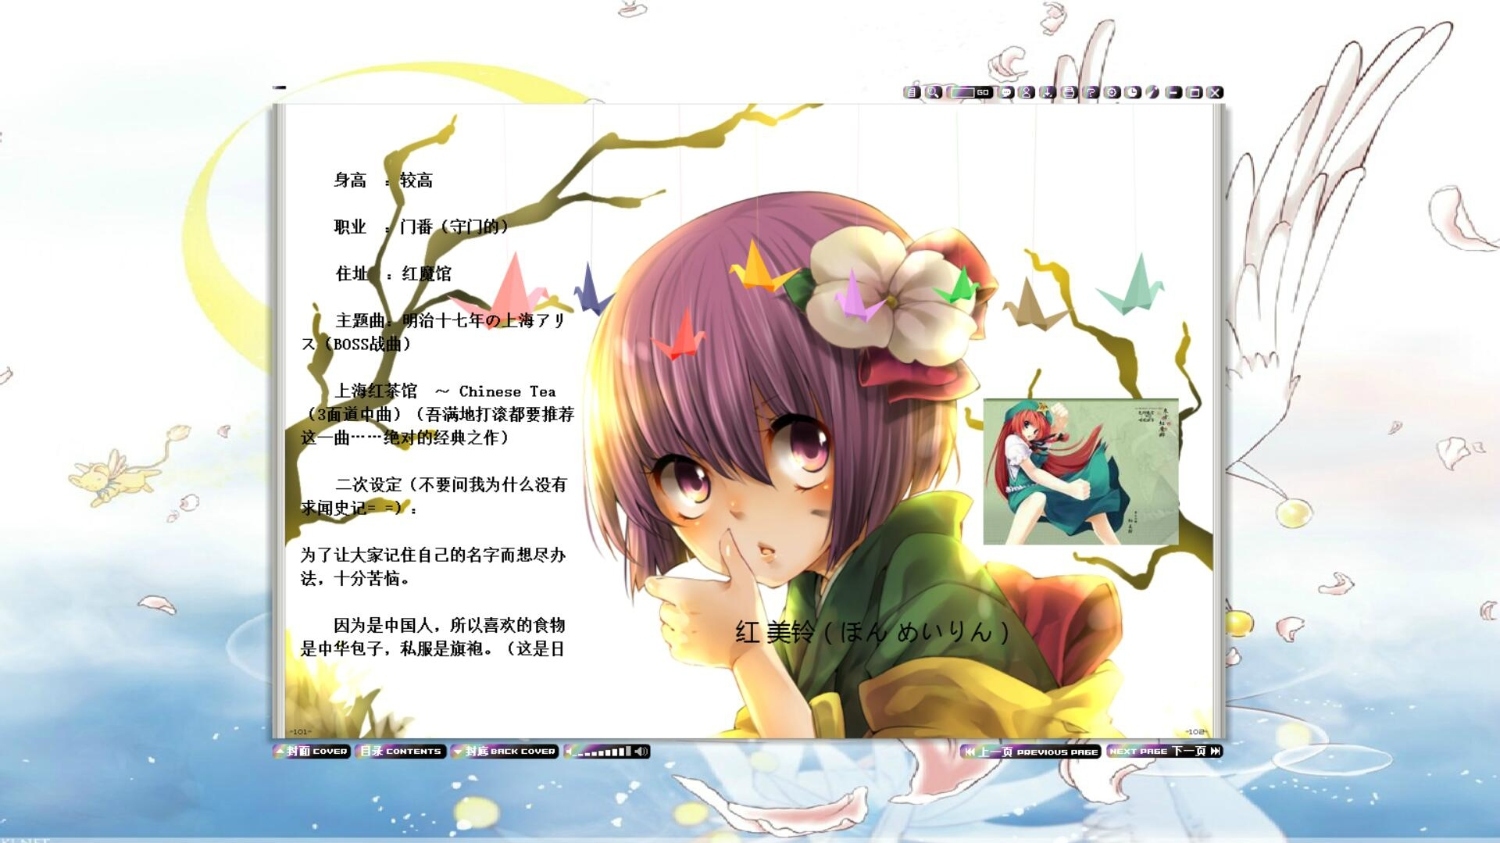 GO
身高 ：较高
职业 ：门番（守门的）
住址 ：红魔馆
主题曲：明治十七年の上海アリ
ス（BOSS战曲）
上海红茶馆 ～ Chinese Tea
（3面道中曲）（吾满地打滚都要推荐
这一曲……绝对的经典之作）
二次设定（不要问我为什么没有
求闻史记= =）：
为了让大家记住自己的名字而想尽办
法，十分苦恼。
因为是中国人，所以喜欢的食物
是中华包子，私服是旗袍。（这是日
红 美铃 ( ほん めいりん )
-101-
-102-
封面 COVER
目录 CONTENTS
封底 BACK COVER
上一页 PREVIOUS PAGE
NEXT PAGE 下一页